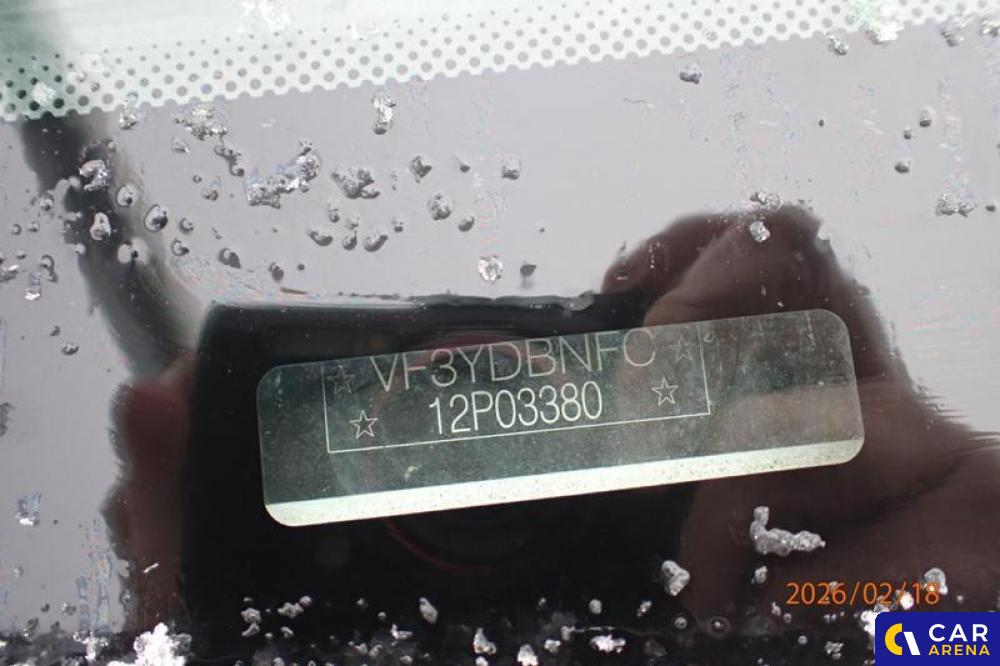 ☆ VF3YDBNFC ☆
☆ 12P03380 ☆
2026/02/18
CAR
ARENA